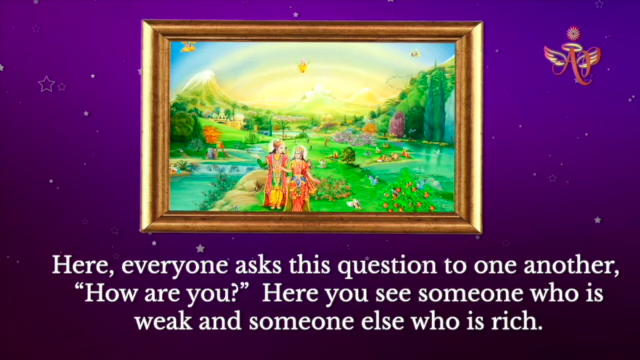 Here, everyone asks this question to one another,
“How are you?” Here you see someone who is
weak and someone else who is rich.